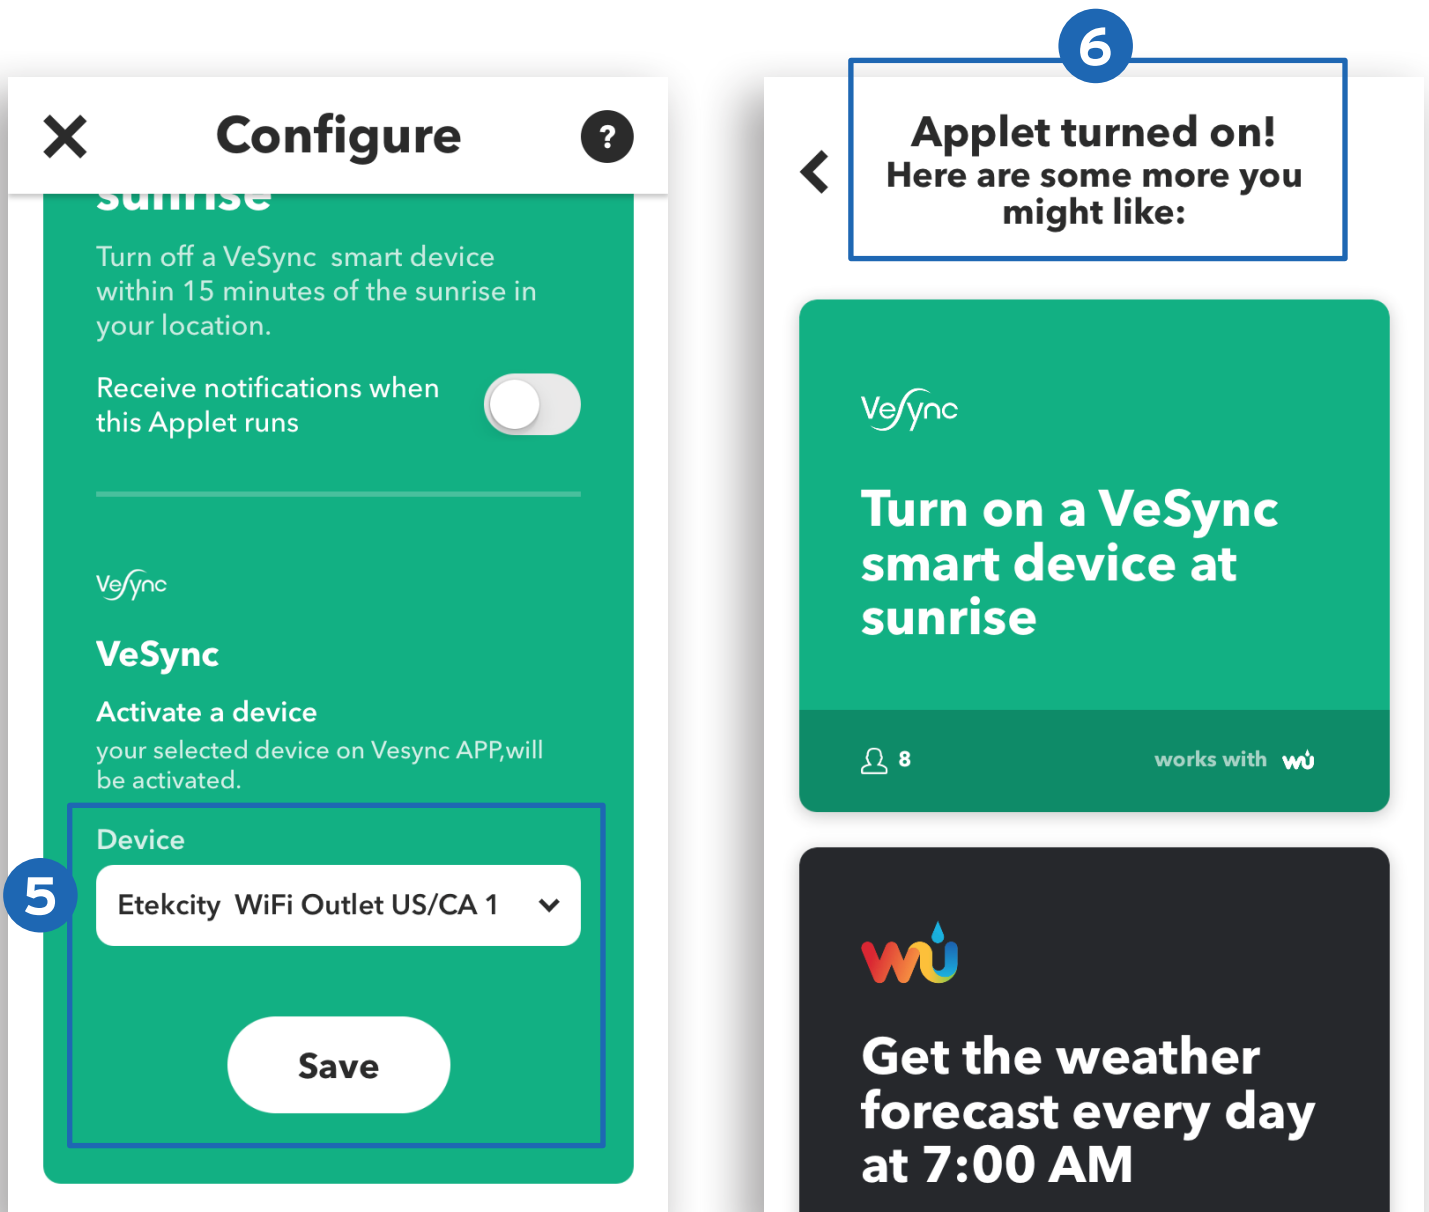 Configure
?
sunrise
Turn off a VeSync smart device
within 15 minutes of the sunrise in
your location.
Receive notifications when
this Applet runs
VeSync
VeSync
Activate a device
your selected device on Vesync APP,will
be activated.
5
Device
Etekcity WiFi Outlet US/CA 1
Save
6
Applet turned on!
Here are some more you
might like:
VeSync
Turn on a VeSync
smart device at
sunrise
8
works with wu
wu
Get the weather
forecast every day
at 7:00 AM